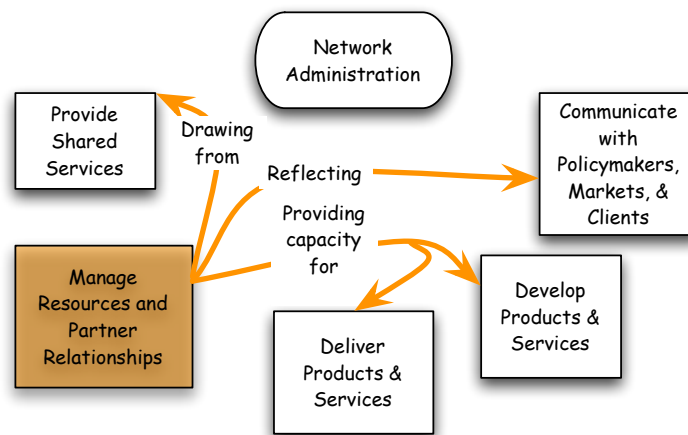 Network
Administration
Provide
Shared
Services
Drawing
from
Communicate
with
Policymakers,
Markets, &
Clients
Reflecting
Providing
capacity
for
Manage
Resources and
Partner
Relationships
Develop
Products &
Services
Deliver
Products &
Services